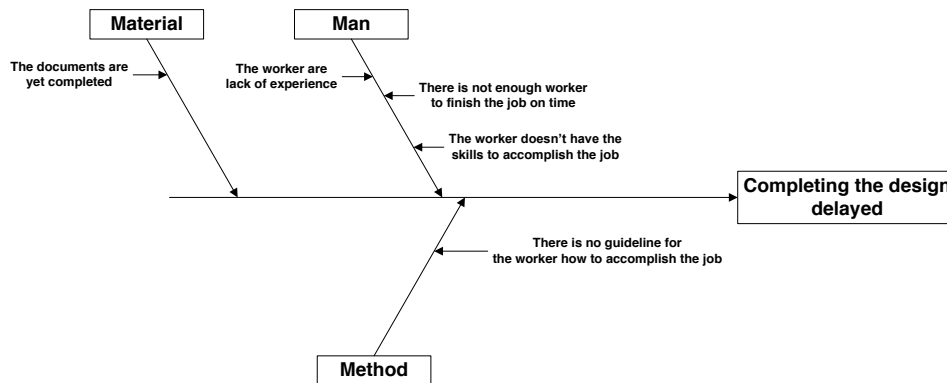 Material
Man
The documents are
yet completed
The worker are
lack of experience
There is not enough worker
to finish the job on time
The worker doesn't have the
skills to accomplish the job
Completing the design
delayed
There is no guideline for
the worker how to accomplish the job
Method